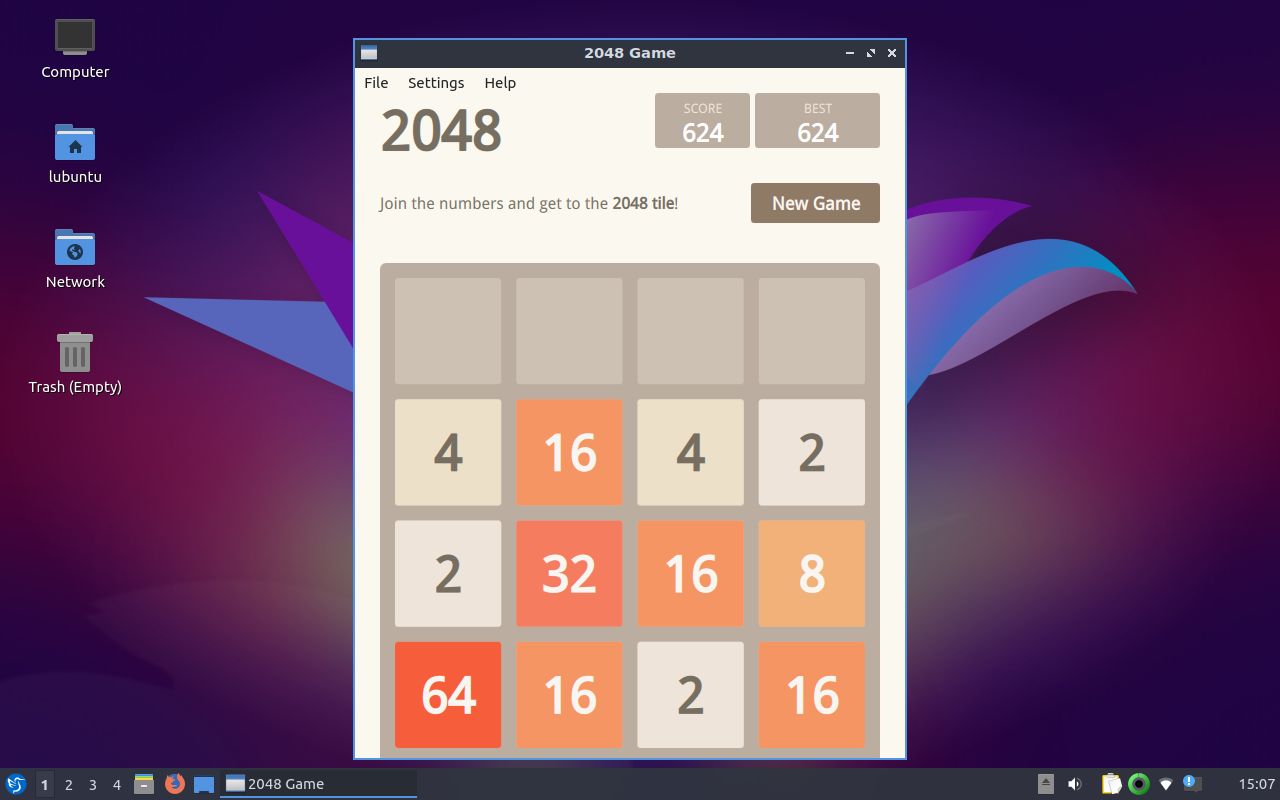 Computer
lubuntu
Network
Trash (Empty)
2048 Game
File Settings Help
2048
SCORE
624
BEST
624
Join the numbers and get to the 2048 tile!
New Game
4 16 4 2
2 32 16 8
64 16 2 16
1 2 3 4
2048 Game
15:07